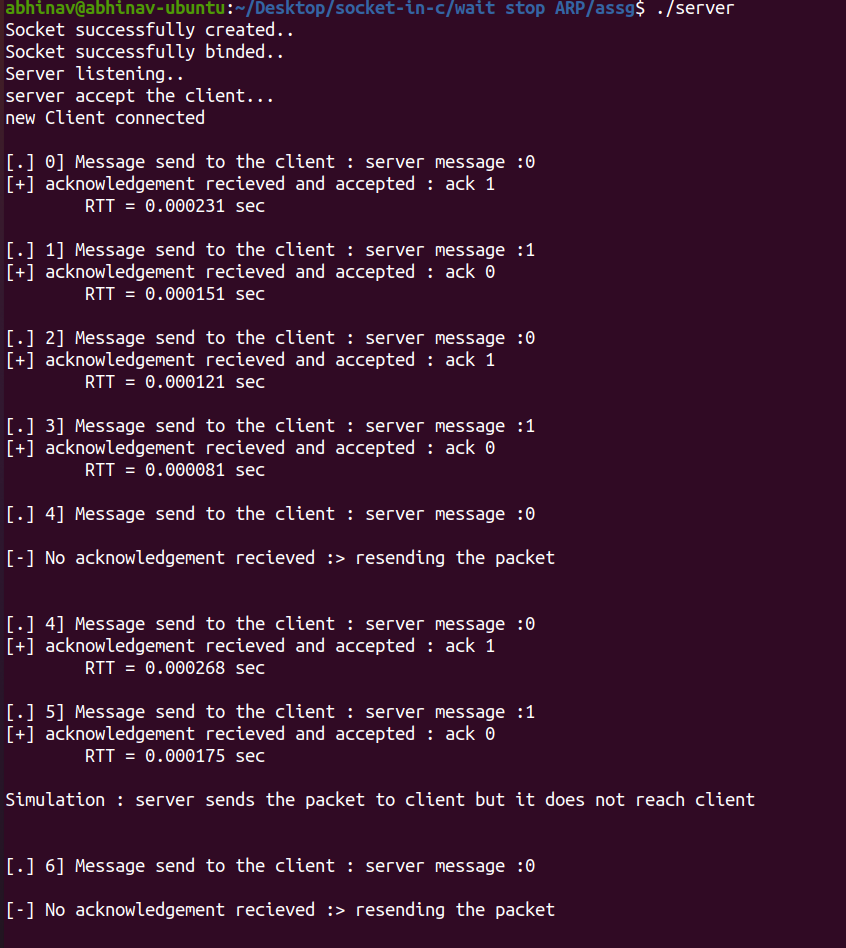 abhinav@abhinav-ubuntu:~/Desktop/socket-in-c/wait stop ARP/assg$ ./server
Socket successfully created..
Socket successfully binded..
Server listening..
server accept the client...
new Client connected
[.] 0] Message send to the client : server message :0
[+] acknowledgement recieved and accepted : ack 1
RTT = 0.000231 sec
[.] 1] Message send to the client : server message :1
[+] acknowledgement recieved and accepted : ack 0
RTT = 0.000151 sec
[.] 2] Message send to the client : server message :0
[+] acknowledgement recieved and accepted : ack 1
RTT = 0.000121 sec
[.] 3] Message send to the client : server message :1
[+] acknowledgement recieved and accepted : ack 0
RTT = 0.000081 sec
[.] 4] Message send to the client : server message :0
[-] No acknowledgement recieved :> resending the packet
[.] 4] Message send to the client : server message :0
[+] acknowledgement recieved and accepted : ack 1
RTT = 0.000268 sec
[.] 5] Message send to the client : server message :1
[+] acknowledgement recieved and accepted : ack 0
RTT = 0.000175 sec
Simulation : server sends the packet to client but it does not reach client
[.] 6] Message send to the client : server message :0
[-] No acknowledgement recieved :> resending the packet